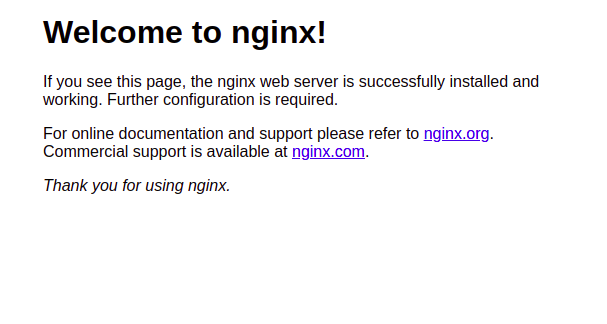 Welcome to nginx!
If you see this page, the nginx web server is successfully installed and
working. Further configuration is required.
For online documentation and support please refer to nginx.org.
Commercial support is available at nginx.com.
Thank you for using nginx.